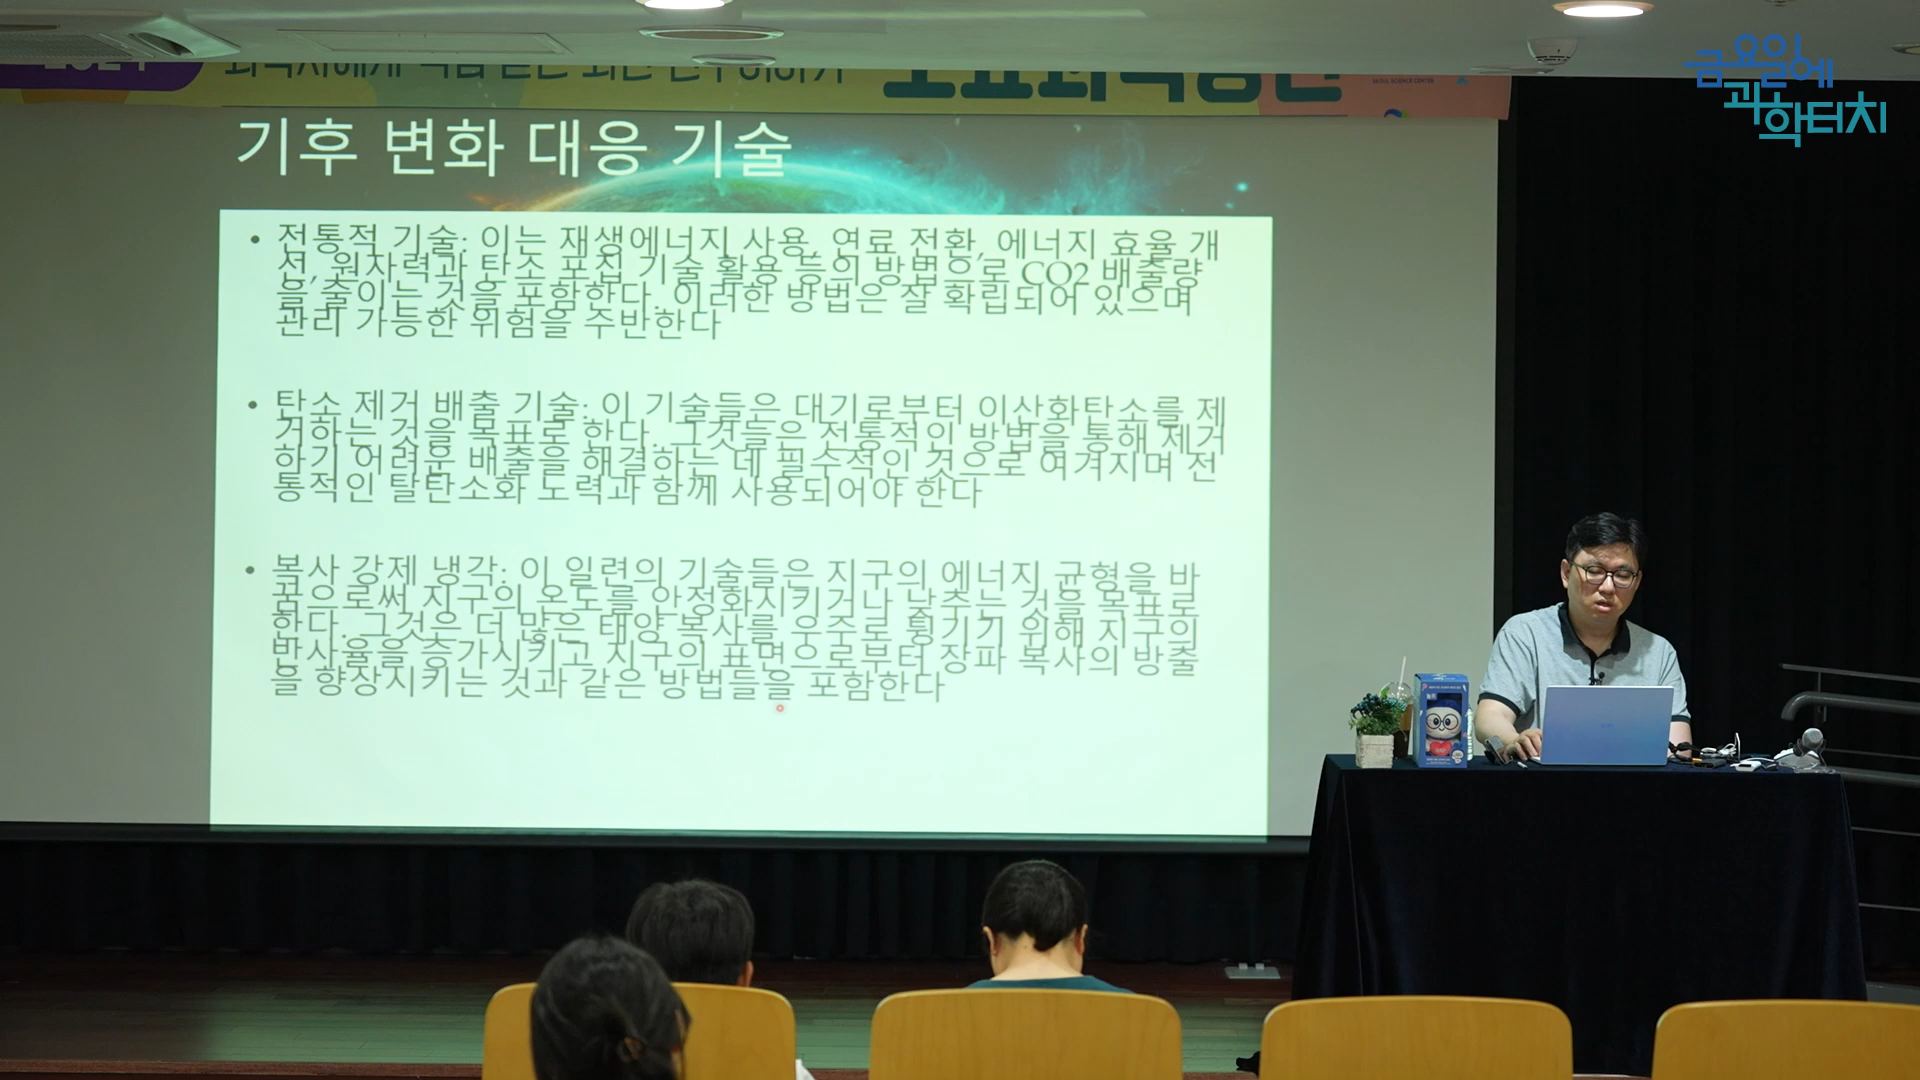 금요일에
과학터치
SEOUL SCIENCE CENTER
기후 변화 대응 기술
• 전통적 기술: 이는 재생에너지 사용, 연료 전환, 에너지 효율 개
선, 원자력과 탄소 포집 기술 활용 등의 방법으로 CO2 배출량
을 줄이는 것을 포함한다. 이러한 방법은 잘 확립되어 있으며
관리 가능한 위험을 수반한다
• 탄소 제거 배출 기술: 이 기술들은 대기로부터 이산화탄소를 제
거하는 것을 목표로 한다. 그것들은 전통적인 방법을 통해 제거
하기 어려운 배출을 해결하는 데 필수적인 것으로 여겨지며 전
통적인 탈탄소화 노력과 함께 사용되어야 한다
• 복사 강제 냉각: 이 일련의 기술들은 지구의 에너지 균형을 바
꿈으로써 지구의 온도를 안정화시키거나 낮추는 것을 목표로
한다. 그것은 더 많은 태양 복사를 우주로 튕기기 위해 지구의
반사율을 증가시키고 지구의 표면으로부터 장파 복사의 방출
을 향상시키는 것과 같은 방법들을 포함한다